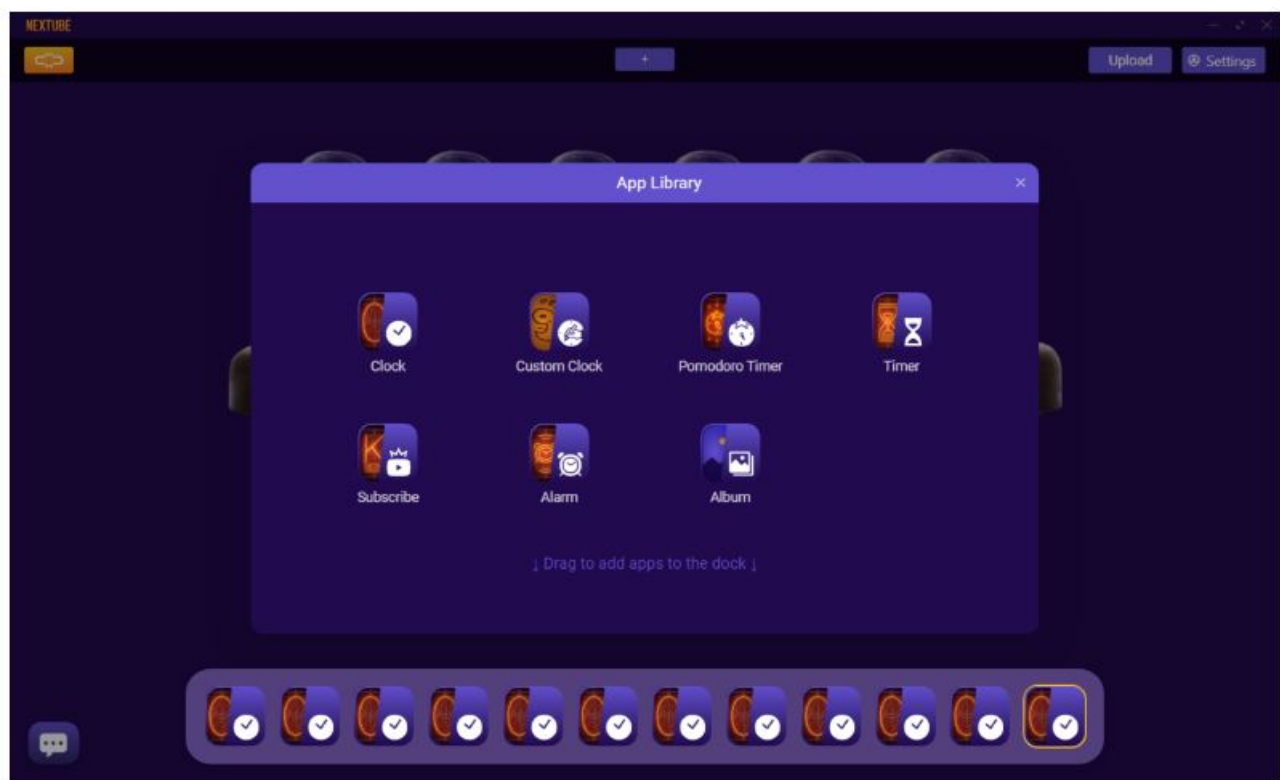 NEXTUBE
+
Upload
Settings
App Library
Clock
Custom Clock
Pomodoro Timer
Timer
Subscribe
Alarm
Album
↓ Drag to add apps to the dock ↓